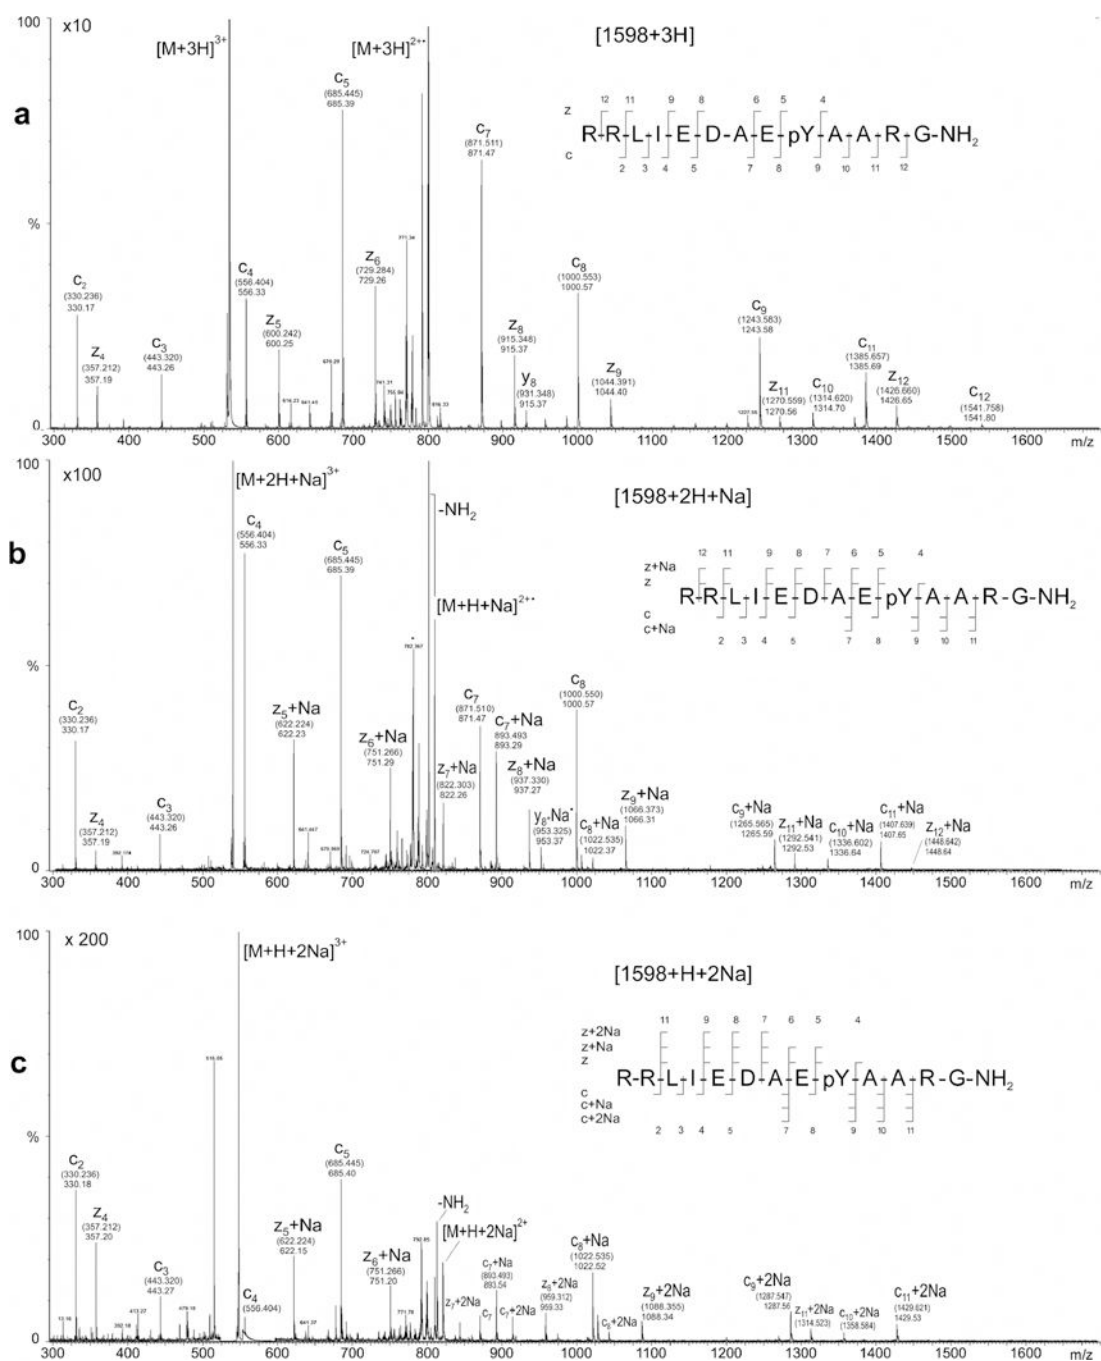 a
100
x10
[M+3H]3+
[M+3H]2+•
[1598+3H]
z 12 11 9 8 6 5 4
R-R-L-I-E-D-A-E-pY-A-A-R-G-NH2
c 2 3 4 5 7 8 9 10 11 12
%
0
c2
(330.236)
330.17
z4
(357.212)
357.19
c3
(443.320)
443.26
c4
(556.404)
556.33
z5
(600.242)
600.25
c5
(685.445)
685.39
z6
(729.284)
729.26
c7
(871.511)
871.47
z8
(915.348)
915.37
y8
(931.348)
915.37
c8
(1000.553)
1000.57
z9
(1044.391)
1044.40
c9
(1243.583)
1243.58
z11
(1270.559)
1270.56
c10
(1314.620)
1314.70
c11
(1385.657)
1385.69
z12
(1426.660)
1426.65
c12
(1541.758)
1541.80
300 400 500 600 700 800 900 1000 1100 1200 1300 1400 1500 1600
m/z
b
100
x100
[M+2H+Na]3+
-NH2
[M+H+Na]2+•
[1598+2H+Na]
12 11 9 8 7 6 5 4
z+Na
z
R-R-L-I-E-D-A-E-pY-A-A-R-G-NH2
c
c+Na
2 3 4 5 7 8 9 10 11
%
0
c2
(330.236)
330.17
z4
(357.212)
357.19
c3
(443.320)
443.26
c4
(556.404)
556.33
z5+Na
(622.224)
622.23
c5
(685.445)
685.39
z6+Na
(751.266)
751.29
z7+Na
(822.303)
822.26
c7
(871.510)
871.47
c7+Na
893.493
893.29
z8+Na
(937.330)
937.27
y8-Na*
(953.325)
953.37
c8
(1000.550)
1000.57
c8+Na
(1022.535)
1022.37
z9+Na
(1066.373)
1066.31
c9+Na
(1265.565)
1265.59
z11+Na
(1292.541)
1292.53
c10+Na
(1336.602)
1336.64
c11+Na
(1407.639)
1407.65
z12+Na
(1448.642)
1448.64
300 400 500 600 700 800 900 1000 1100 1200 1300 1400 1500 1600
m/z
c
100
x 200
[M+H+2Na]3+
[1598+H+2Na]
11 9 8 7 6 5 4
z+2Na
z+Na
z
R-R-L-I-E-D-A-E-pY-A-A-R-G-NH2
c
c+Na
c+2Na
2 3 4 5 7 8 9 10 11
%
0
c2
(330.236)
330.18
z4
(357.212)
357.20
c3
(443.320)
443.27
c4
(556.404)
z5+Na
(622.224)
622.15
c5
(685.445)
685.40
z6+Na
(751.266)
751.20
-NH2
[M+H+2Na]2+
z7+2Na
c7
c7+Na
(893.493)
893.54
c7+2Na
z8+2Na
(959.312)
959.33
c8+Na
(1022.535)
1022.52
c8+2Na
z9+2Na
(1088.355)
1088.34
c9+2Na
(1287.547)
1287.56
z11+2Na
(1314.523)
c10+2Na
(1358.584)
c11+2Na
(1429.621)
1429.53
300 400 500 600 700 800 900 1000 1100 1200 1300 1400 1500 1600
m/z